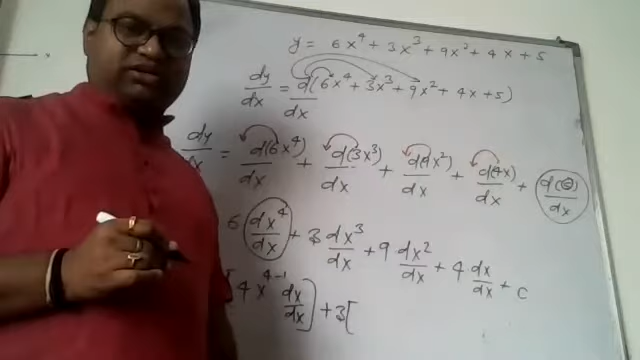 y = 6x⁴ + 3x³ + 9x² + 4x + 5
dy/dx = d(6x⁴ + 3x³ + 9x² + 4x + 5)/dx
dy/dx = d(6x⁴)/dx + d(3x³)/dx + d(9x²)/dx + d(4x)/dx + d(5)/dx
6 dx⁴/dx + 3 dx³/dx + 9 dx²/dx + 4 dx/dx + c
[4x⁴⁻¹ dx/dx] + 3[